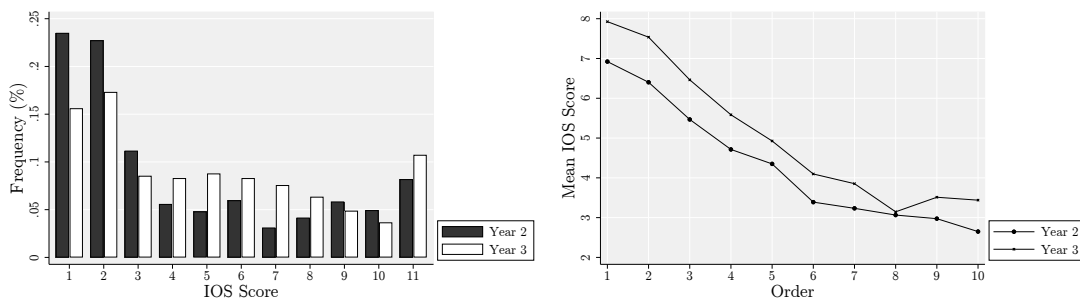 .25
.2
.15
.1
.05
0
Frequency (%)
1 2 3 4 5 6 7 8 9 10 11
IOS Score
Year 2
Year 3
8
7
6
5
4
3
2
Mean IOS Score
1 2 3 4 5 6 7 8 9 10
Order
Year 2
Year 3